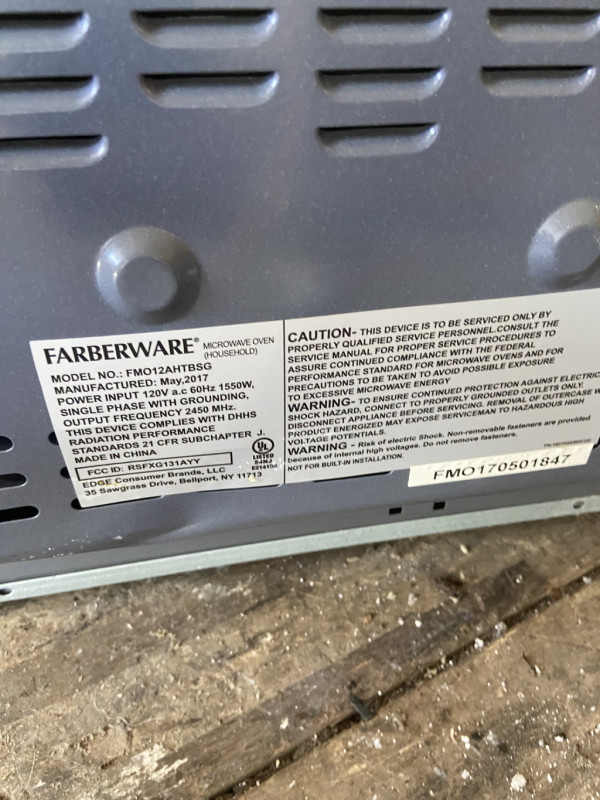 FARBERWARE® MICROWAVE OVEN
(HOUSEHOLD)
MODEL NO.: FMO12AHTBSG
MANUFACTURED: May,2017
POWER INPUT 120V a.c 60Hz 1550W,
SINGLE PHASE WITH GROUNDING,
OUTPUT FREQUENCY 2450 MHz.
THIS DEVICE COMPLIES WITH DHHS
RADIATION PERFORMANCE
STANDARDS 21 CFR SUBCHAPTER J.
MADE IN CHINA
FCC ID: RSFXG131AYY
EDGE Consumer Brands, LLC
35 Sawgrass Drive, Bellport, NY 11713
UL
LISTED
CAUTION- THIS DEVICE IS TO BE SERVICED ONLY BY
PROPERLY QUALIFIED SERVICE PERSONNEL.CONSULT THE
SERVICE MANUAL FOR PROPER SERVICE PROCEDURES TO
ASSURE CONTINUED COMPLIANCE WITH THE FEDERAL
PERFORMANCE STANDARD FOR MICROWAVE OVENS AND FOR
PRECAUTIONS TO BE TAKEN TO AVOID POSSIBLE EXPOSURE
TO EXCESSIVE MICROWAVE ENERGY
WARNING- TO ENSURE CONTINUED PROTECTION AGAINST ELECTRIC
SHOCK HAZARD, CONNECT TO PROPERLY GROUNDED OUTLETS ONLY.
DISCONNECT APPLIANCE BEFORE SERVICING. REMOVAL OF OUTERCASE W
PRODUCT ENERGIZED MAY EXPOSE SERVICEMAN TO HAZARDOUS HIGH
VOLTAGE POTENTIALS.
WARNING - Risk of electric Shock. Non-removable fasteners are provided
because of internal high voltages. Do not remove fasteners.
NOT FOR BUILT-IN INSTALLATION.
FMO170501847